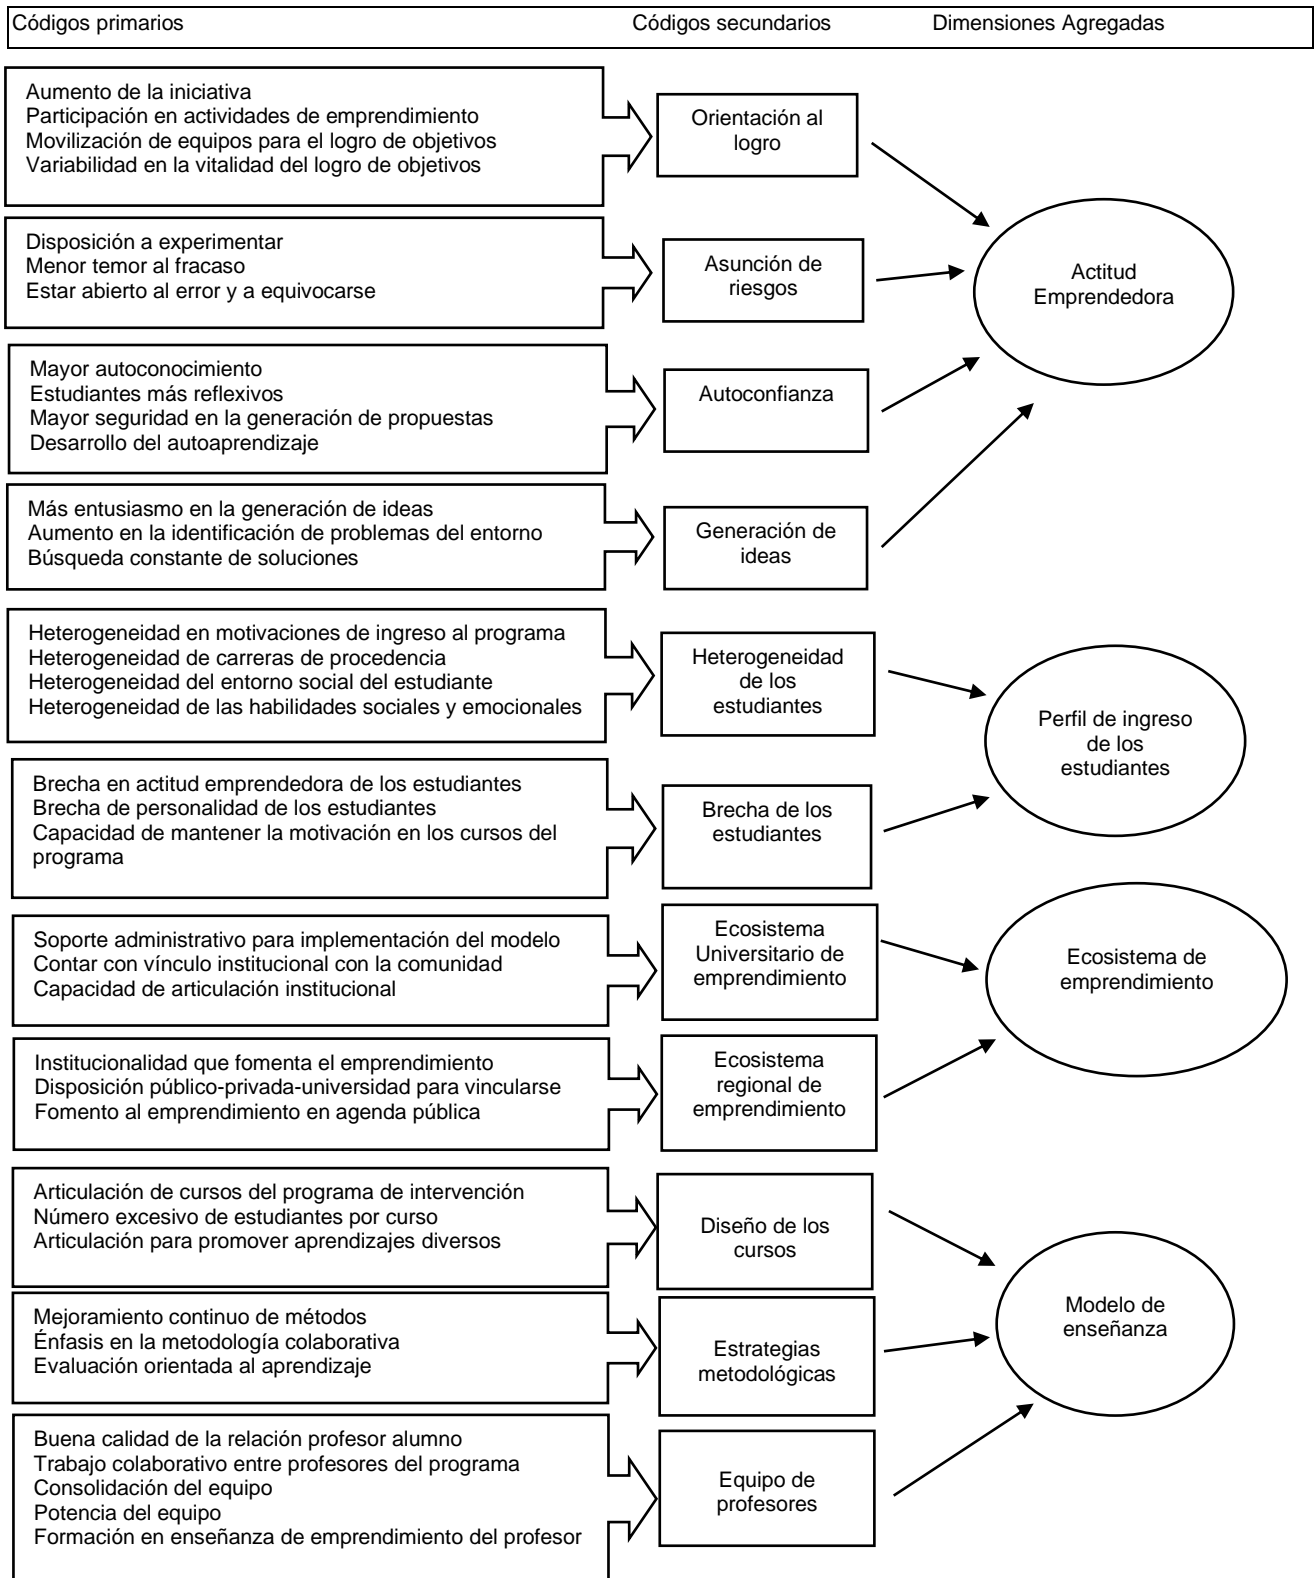 Códigos primarios
Códigos secundarios
Dimensiones Agregadas
Aumento de la iniciativa
Participación en actividades de emprendimiento
Movilización de equipos para el logro de objetivos
Variabilidad en la vitalidad del logro de objetivos
Orientación al
logro
Disposición a experimentar
Menor temor al fracaso
Estar abierto al error y a equivocarse
Asunción de
riesgos
Actitud
Emprendedora
Mayor autoconocimiento
Estudiantes más reflexivos
Mayor seguridad en la generación de propuestas
Desarrollo del autoaprendizaje
Autoconfianza
Más entusiasmo en la generación de ideas
Aumento en la identificación de problemas del entorno
Búsqueda constante de soluciones
Generación de
ideas
Heterogeneidad en motivaciones de ingreso al programa
Heterogeneidad de carreras de procedencia
Heterogeneidad del entorno social del estudiante
Heterogeneidad de las habilidades sociales y emocionales
Heterogeneidad
de los
estudiantes
Perfil de ingreso
de los
estudiantes
Brecha en actitud emprendedora de los estudiantes
Brecha de personalidad de los estudiantes
Capacidad de mantener la motivación en los cursos del
programa
Brecha de los
estudiantes
Soporte administrativo para implementación del modelo
Contar con vínculo institucional con la comunidad
Capacidad de articulación institucional
Ecosistema
Universitario de
emprendimiento
Ecosistema de
emprendimiento
Institucionalidad que fomenta el emprendimiento
Disposición público-privada-universidad para vincularse
Fomento al emprendimiento en agenda pública
Ecosistema
regional de
emprendimiento
Articulación de cursos del programa de intervención
Número excesivo de estudiantes por curso
Articulación para promover aprendizajes diversos
Diseño de los
cursos
Mejoramiento continuo de métodos
Énfasis en la metodología colaborativa
Evaluación orientada al aprendizaje
Estrategias
metodológicas
Modelo de
enseñanza
Buena calidad de la relación profesor alumno
Trabajo colaborativo entre profesores del programa
Consolidación del equipo
Potencia del equipo
Formación en enseñanza de emprendimiento del profesor
Equipo de
profesores